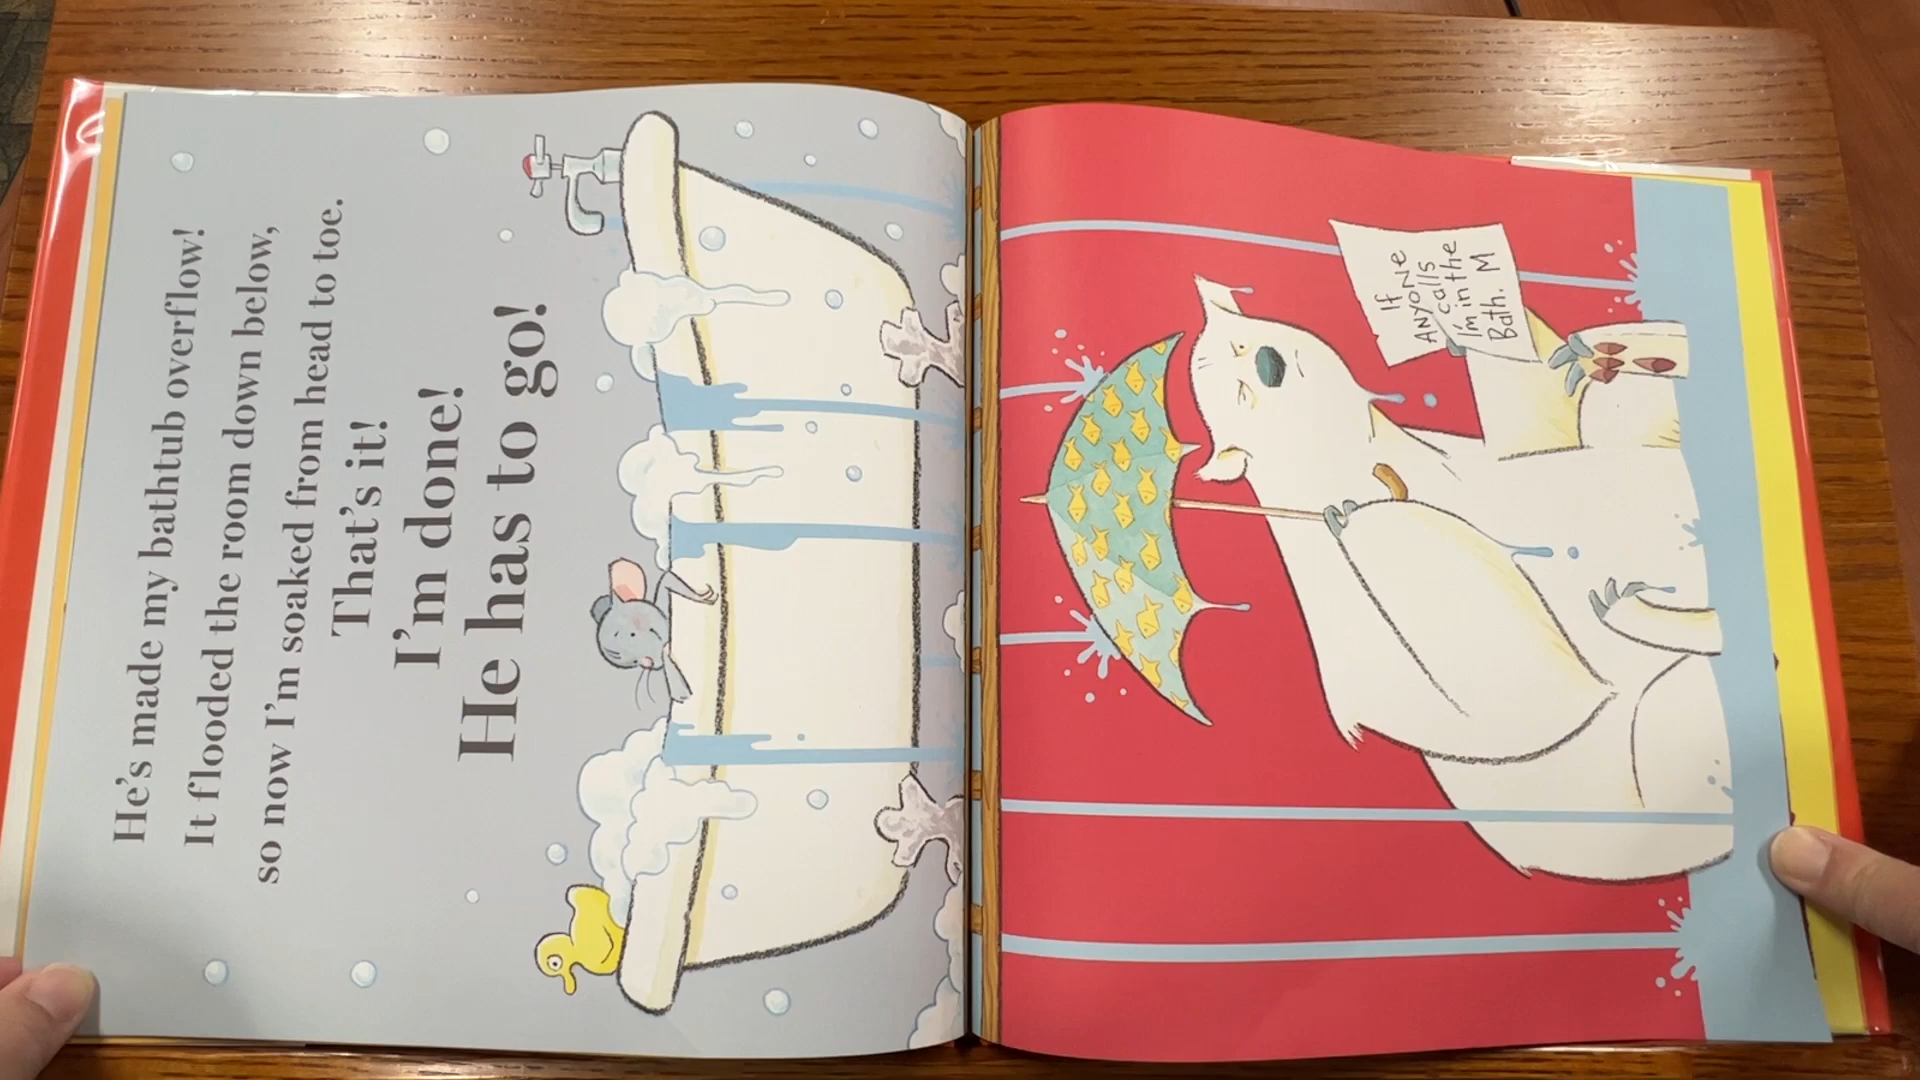 He's made my bathtub overflow!
It flooded the room down below,
so now I'm soaked from head to toe.
That's it!
I'm done!
He has to go!
If
ANYONE
calls
I'm in the
Bath. M